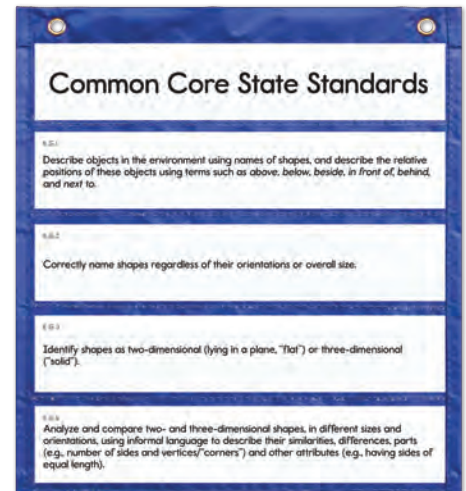 Common Core State Standards
K.G.1
Describe objects in the environment using names of shapes, and describe the relative
positions of these objects using terms such as above, below, beside, in front of, behind,
and next to.
K.G.2
Correctly name shapes regardless of their orientations or overall size.
K.G.3
Identify shapes as two-dimensional (lying in a plane, "flat") or three-dimensional
("solid").
K.G.4
Analyze and compare two- and three-dimensional shapes, in different sizes and
orientations, using informal language to describe their similarities, differences, parts
(e.g., number of sides and vertices/"corners") and other attributes (e.g., having sides of
equal length).